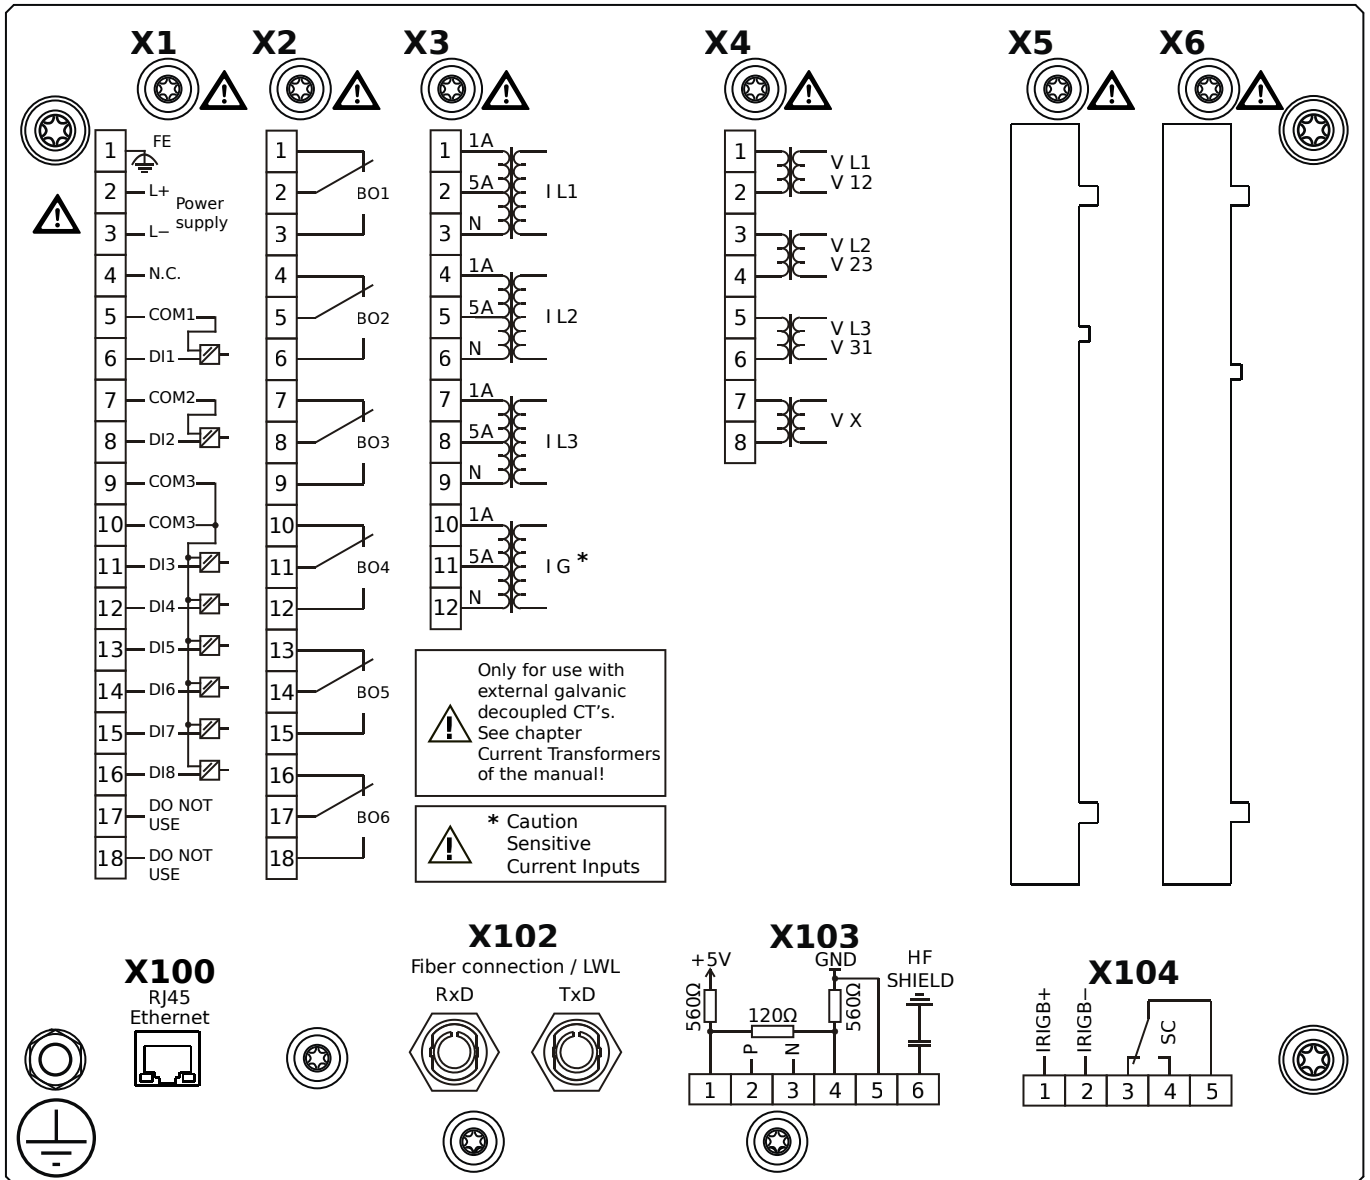 X1
X2
X3
X4
X5
X6
1 FE
2 L+
Power
supply
3 L−
4 N.C.
5 COM1
6 DI1
7 COM2
8 DI2
9 COM3
10 COM3
11 DI3
12 DI4
13 DI5
14 DI6
15 DI7
16 DI8
17 DO NOT
USE
18 DO NOT
USE
1
2 BO1
3
4
5 BO2
6
7
8 BO3
9
10
11 BO4
12
13
14 BO5
15
16
17 BO6
18
1 1A
2 5A I L1
3 N
4 1A
5 5A I L2
6 N
7 1A
8 5A I L3
9 N
10 1A
11 5A I G *
12 N
1 V L1
2 V 12
3 V L2
4 V 23
5 V L3
6 V 31
7 V X
8
! Only for use with
external galvanic
decoupled CT's.
See chapter
Current Transformers
of the manual!
! * Caution
Sensitive
Current Inputs
X100
RJ45
Ethernet
X102
Fiber connection / LWL
RxD TxD
X103
+5V GND HF
SHIELD
560Ω 120Ω 560Ω
P N
1 2 3 4 5 6
X104
IRIGB+ IRIGB− SC
1 2 3 4 5